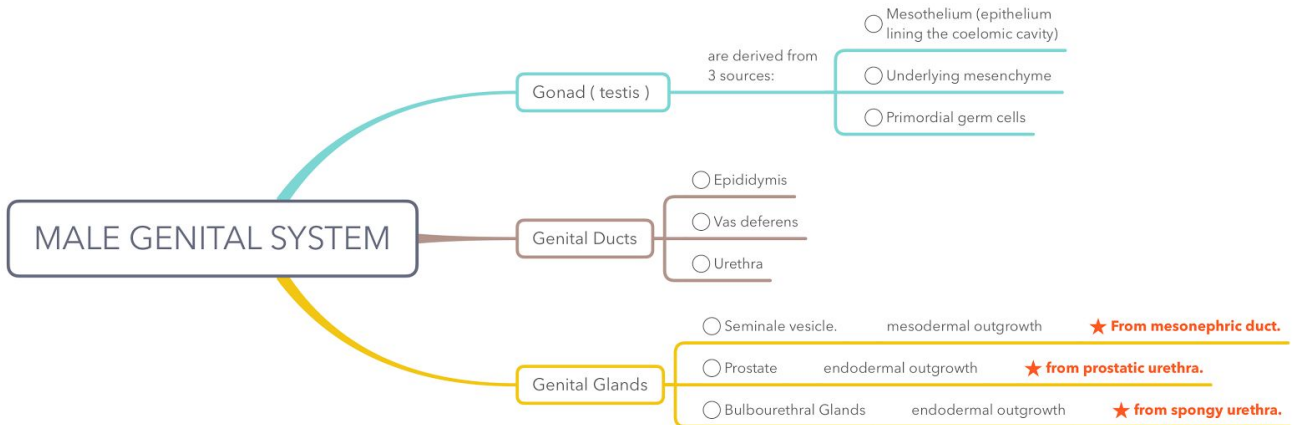 MALE GENITAL SYSTEM
Gonad ( testis )
are derived from
3 sources:
Mesothelium (epithelium
lining the coelomic cavity)
Underlying mesenchyme
Primordial germ cells
Genital Ducts
Epididymis
Vas deferens
Urethra
Genital Glands
Seminale vesicle. mesodermal outgrowth ★ From mesonephric duct.
Prostate endodermal outgrowth ★ from prostatic urethra.
Bulbourethral Glands endodermal outgrowth ★ from spongy urethra.